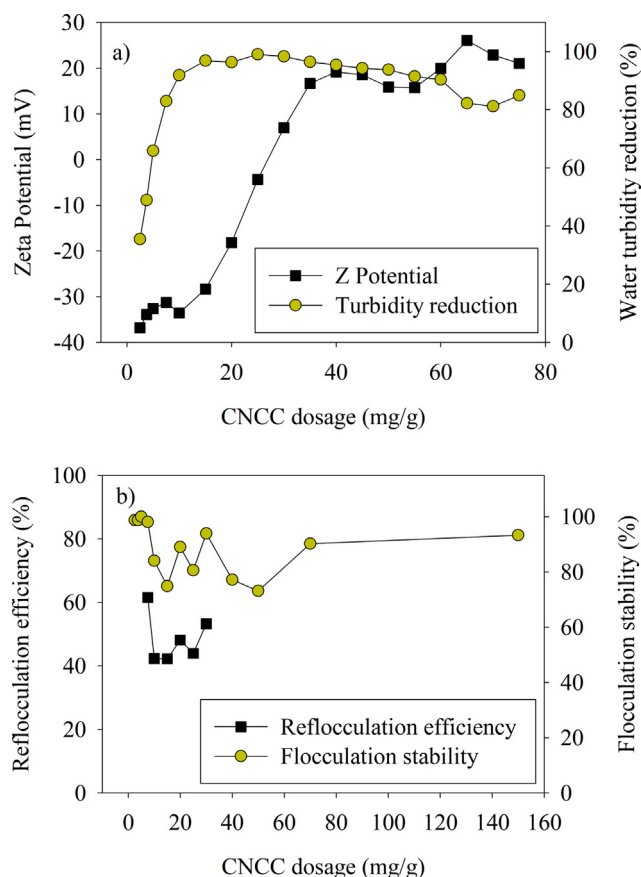 a)
Zeta Potential (mV)
30
20
10
0
-10
-20
-30
-40
Water turbidity reduction (%)
100
80
60
40
20
0
Z Potential
Turbidity reduction
0 20 40 60 80
CNCC dosage (mg/g)
b)
Reflocculation efficiency (%)
100
80
60
40
20
0
Flocculation stability (%)
100
80
60
40
20
0
Reflocculation efficiency
Flocculation stability
0 20 40 60 80 100 120 140 160
CNCC dosage (mg/g)